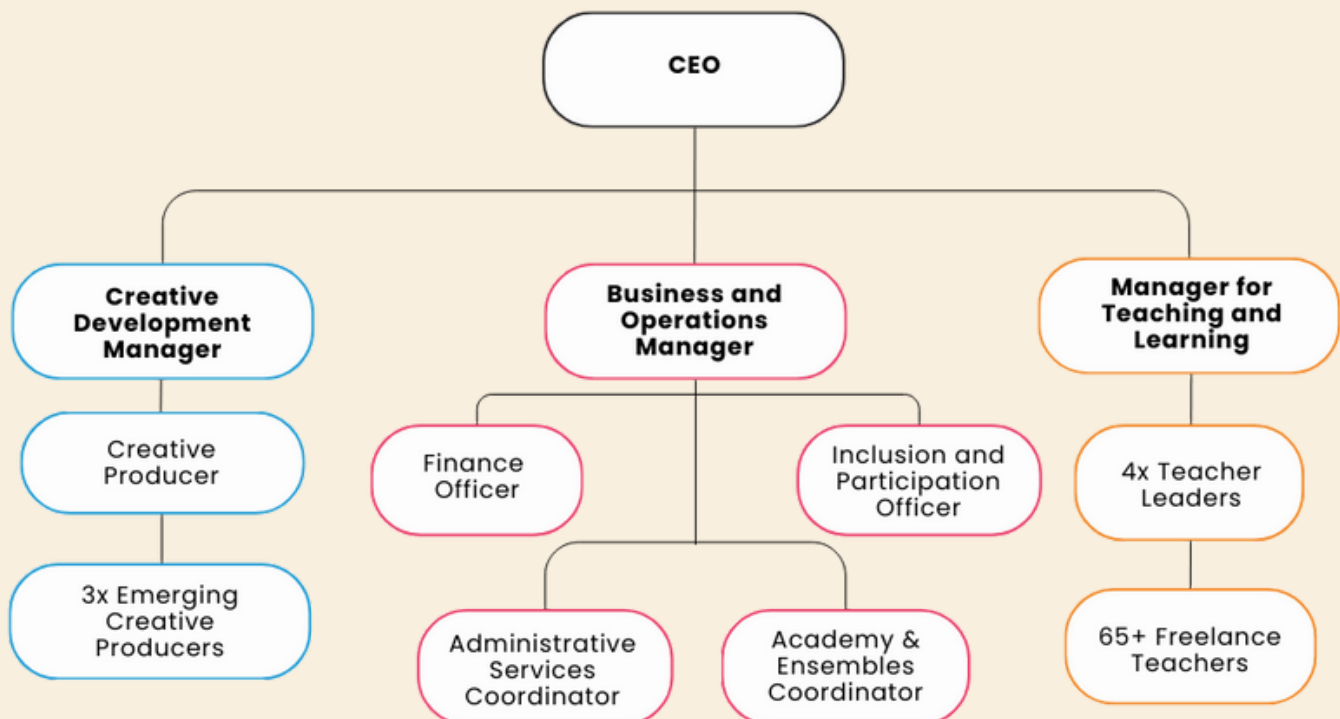 CEO
Creative
Development
Manager
Business and
Operations
Manager
Manager for
Teaching and
Learning
Creative
Producer
Finance
Officer
Inclusion and
Participation
Officer
4x Teacher
Leaders
3x Emerging
Creative
Producers
Administrative
Services
Coordinator
Academy &
Ensembles
Coordinator
65+ Freelance
Teachers